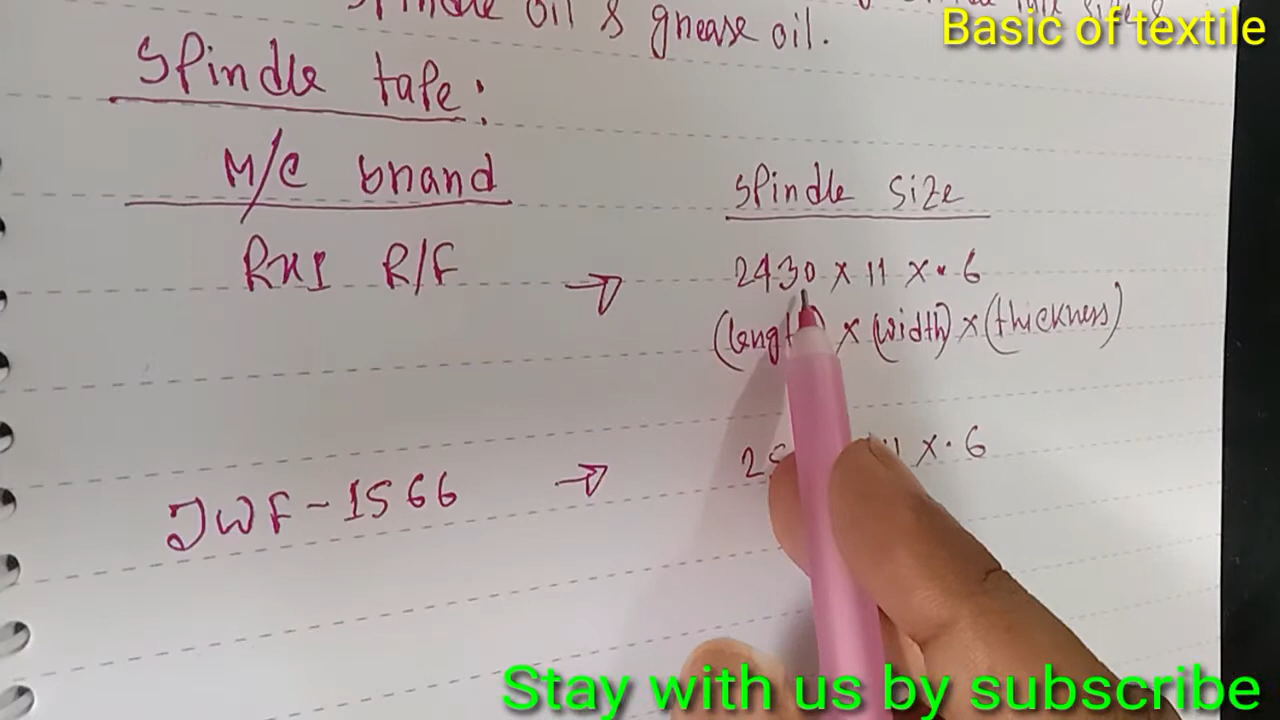 Spindle oil & grease oil.
Basic of textile
Spindle tape:
M/C brand
Spindle size
RXI R/F → 2430 x 11 x .6
(length) x (width) x (thickness)
JWF-1566 → x .6
Stay with us by subscribe